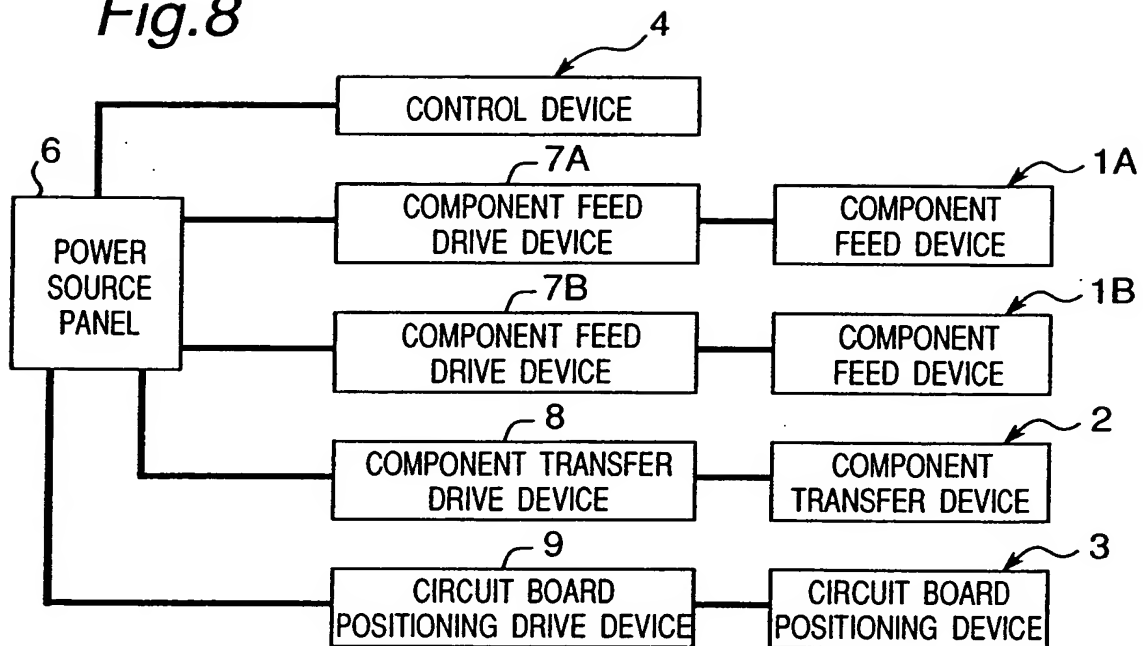 Fig.8
4
CONTROL DEVICE
6
7A
1A
COMPONENT FEED
DRIVE DEVICE
COMPONENT
FEED DEVICE
POWER
SOURCE
PANEL
7B
1B
COMPONENT FEED
DRIVE DEVICE
COMPONENT
FEED DEVICE
8
2
COMPONENT TRANSFER
DRIVE DEVICE
COMPONENT
TRANSFER DEVICE
9
3
CIRCUIT BOARD
POSITIONING DRIVE DEVICE
CIRCUIT BOARD
POSITIONING DEVICE